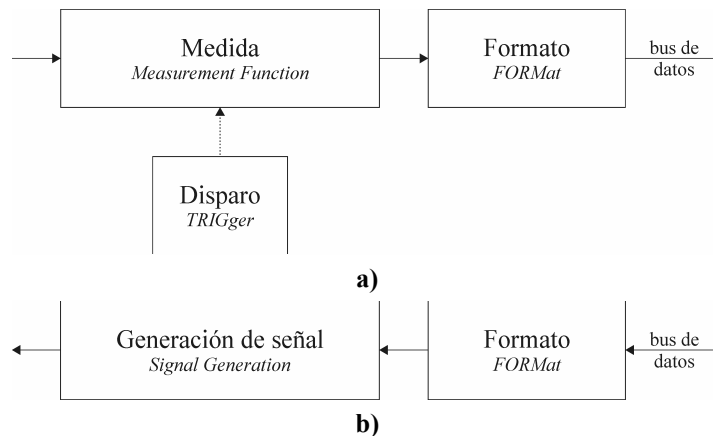 Medida
Measurement Function
Formato
FORMat
bus de
datos
Disparo
TRIGger
a)
Generación de señal
Signal Generation
Formato
FORMat
bus de
datos
b)